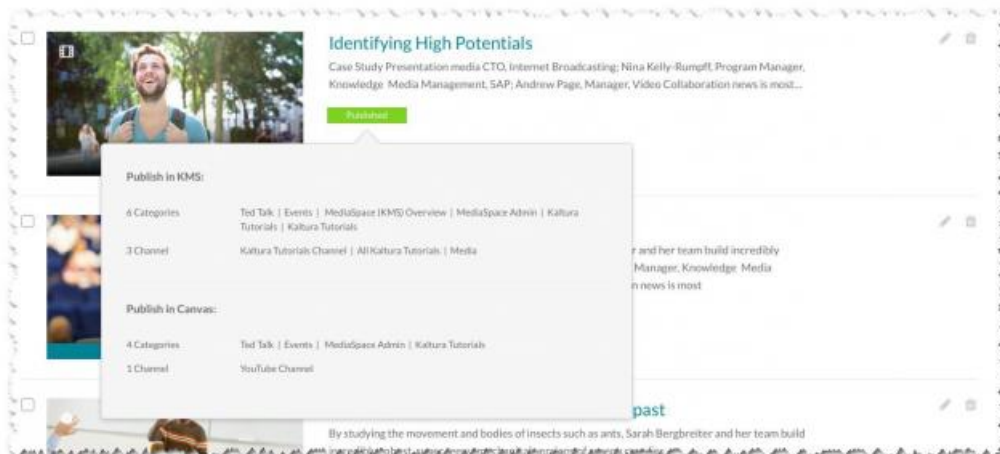 Identifying High Potentials
Case Study Presentation media CTO, Internet Broadcasting; Nina Kelly-Rumpff, Program Manager,
Knowledge Media Management, SAP; Andrew Page, Manager, Video Collaboration news is most...
Published
Publish in KMS:
6 Categories
Ted Talk | Events | MediaSpace (KMS) Overview | MediaSpace Admin | Kaltura
Tutorials | Kaltura Tutorials
3 Channel
Kaltura Tutorials Channel | All Kaltura Tutorials | Media
Publish in Canvas:
4 Categories
Ted Talk | Events | MediaSpace Admin | Kaltura Tutorials
1 Channel
YouTube Channel
and her team build incredibly
Manager, Knowledge Media
news is most
past
By studying the movement and bodies of insects such as ants, Sarah Bergbreiter and her team build